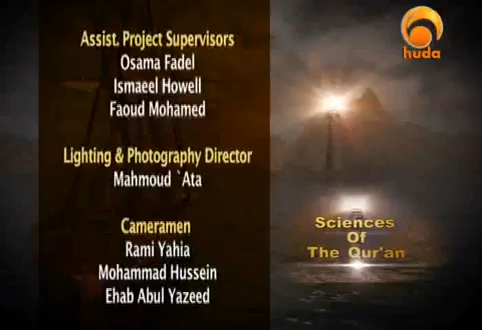 Assist. Project Supervisors
Osama Fadel
Ismaeel Howell
Faoud Mohamed
Lighting & Photography Director
Mahmoud `Ata
Cameramen
Rami Yahia
Mohammad Hussein
Ehab Abul Yazeed
huda
Sciences
Of
The Qur'an